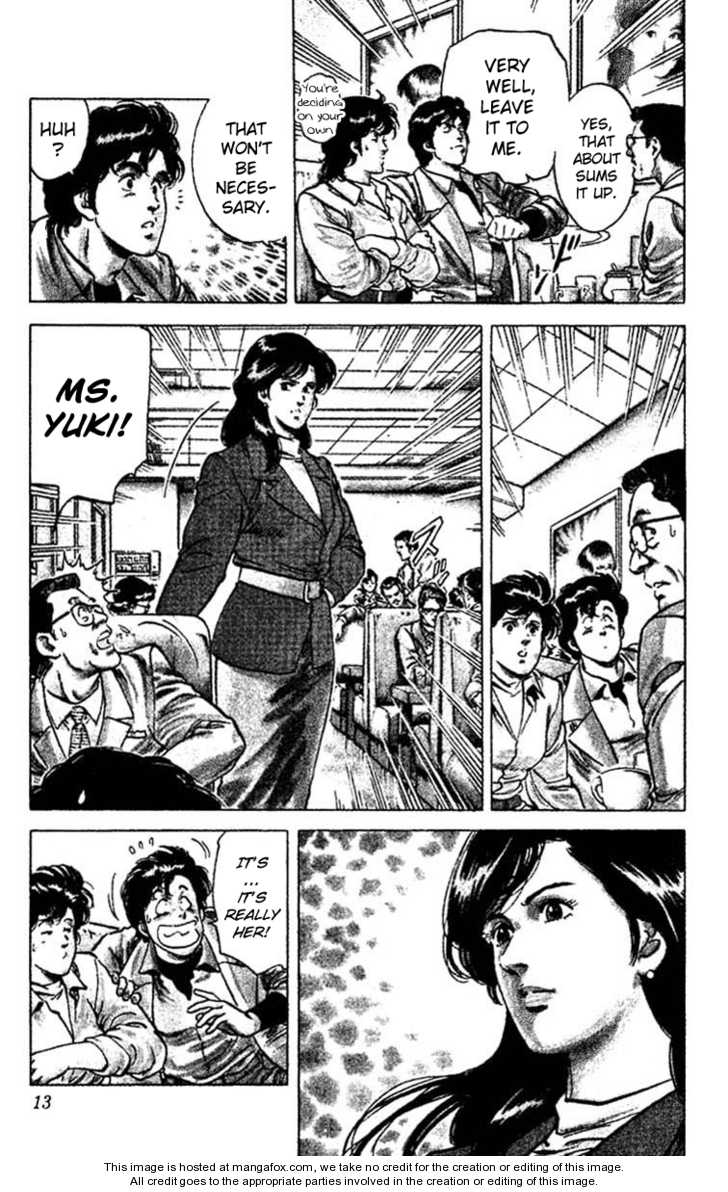 YES,
THAT
ABOUT
SUMS
IT UP.
VERY
WELL,
LEAVE
IT TO
ME.
You're
deciding
on your
own
THAT
WON'T
BE
NECES-
SARY.
HUH
?
MS.
YUKI!
IT'S
...
IT'S
REALLY
HER!
13
This image is hosted at mangafox.com, we take no credit for the creation or editing of this image.
All credit goes to the appropriate parties involved in the creation or editing of this image.